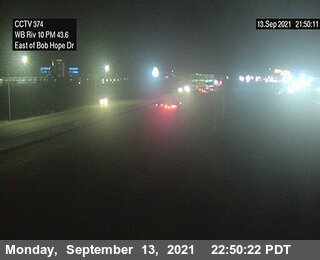 CCTV 374
WB Riv 10 PM 43.6
East of Bob Hope Dr
13.Sep 2021 21:50:11
Monday, September 13, 2021 22:50:22 PDT